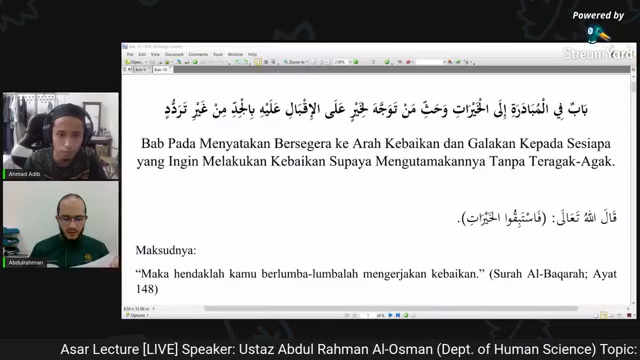 Powered by
StreamYard
بَابٌ فِي الْمُبَادَرَةِ إِلَى الْخَيْرَاتِ وَحَثِّ مَنْ تَوَجَّهَ لِخَيْرٍ عَلَى الإِقْبَالِ عَلَيْهِ بِالْجِدِّ مِنْ غَيْرِ تَرَدُّدٍ
Bab Pada Menyatakan Bersegera ke Arah Kebaikan dan Galakan Kepada Sesiapa
yang Ingin Melakukan Kebaikan Supaya Mengutamakannya Tanpa Teragak-Agak.
قَالَ اللهُ تَعَالَى: (فَاسْتَبِقُوا الْخَيْرَاتِ).
Maksudnya:
“Maka hendaklah kamu berlumba-lumbalah mengerjakan kebaikan.” (Surah Al-Baqarah; Ayat
148)
Ahmad Adib
Abdulrahman
Asar Lecture [LIVE] Speaker: Ustaz Abdul Rahman Al-Osman (Dept. of Human Science) Topic: